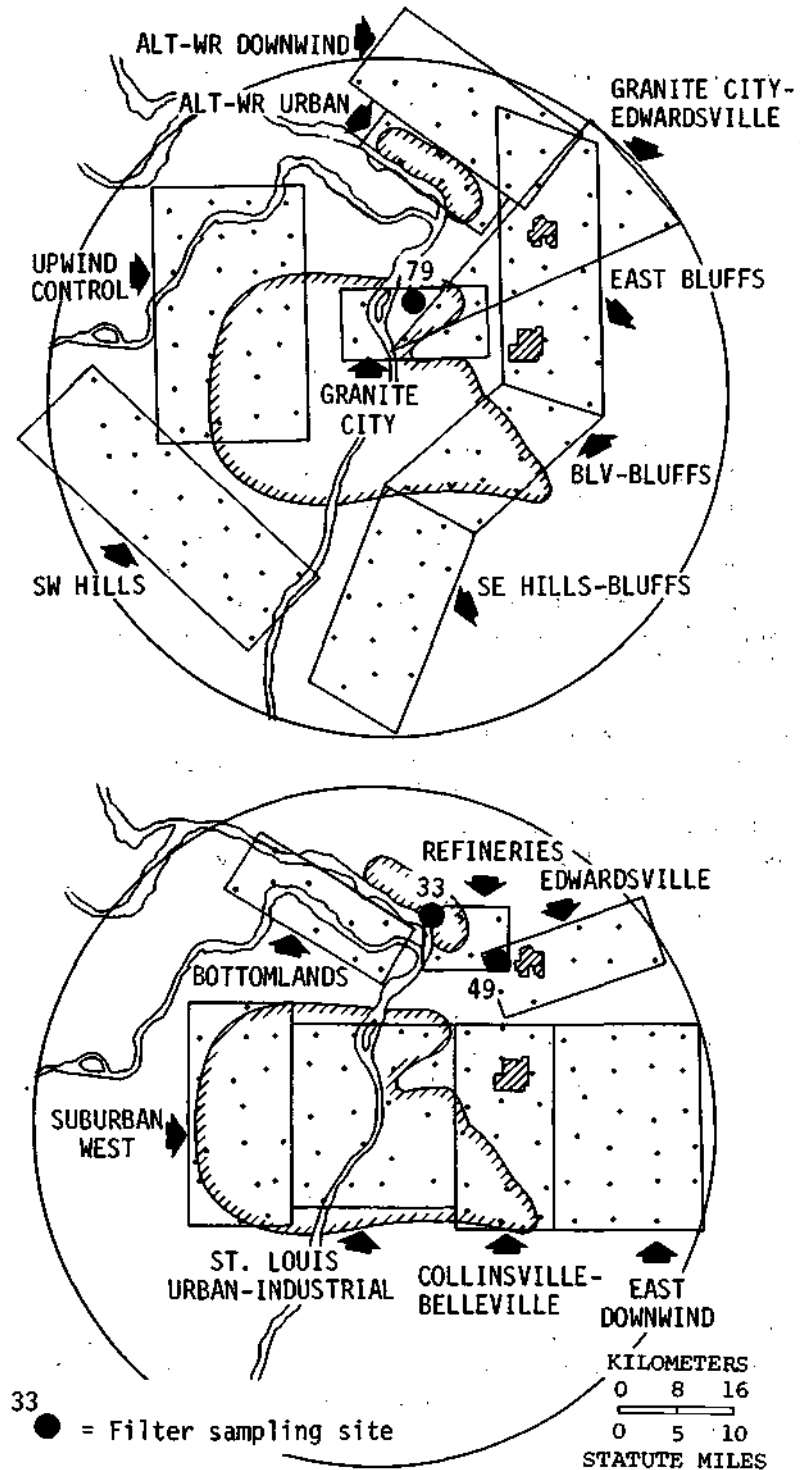 ALT-WR DOWNWIND
ALT-WR URBAN
GRANITE CITY-
EDWARDSVILLE
UPWIND
CONTROL
79
EAST BLUFFS
GRANITE
CITY
BLV-BLUFFS
SW HILLS
SE HILLS-BLUFFS
REFINERIES
33
EDWARDSVILLE
BOTTOMLANDS
49
SUBURBAN
WEST
ST. LOUIS
URBAN-INDUSTRIAL
COLLINSVILLE-
BELLEVILLE
EAST
DOWNWIND
KILOMETERS
0 8 16
0 5 10
STATUTE MILES
33
= Filter sampling site